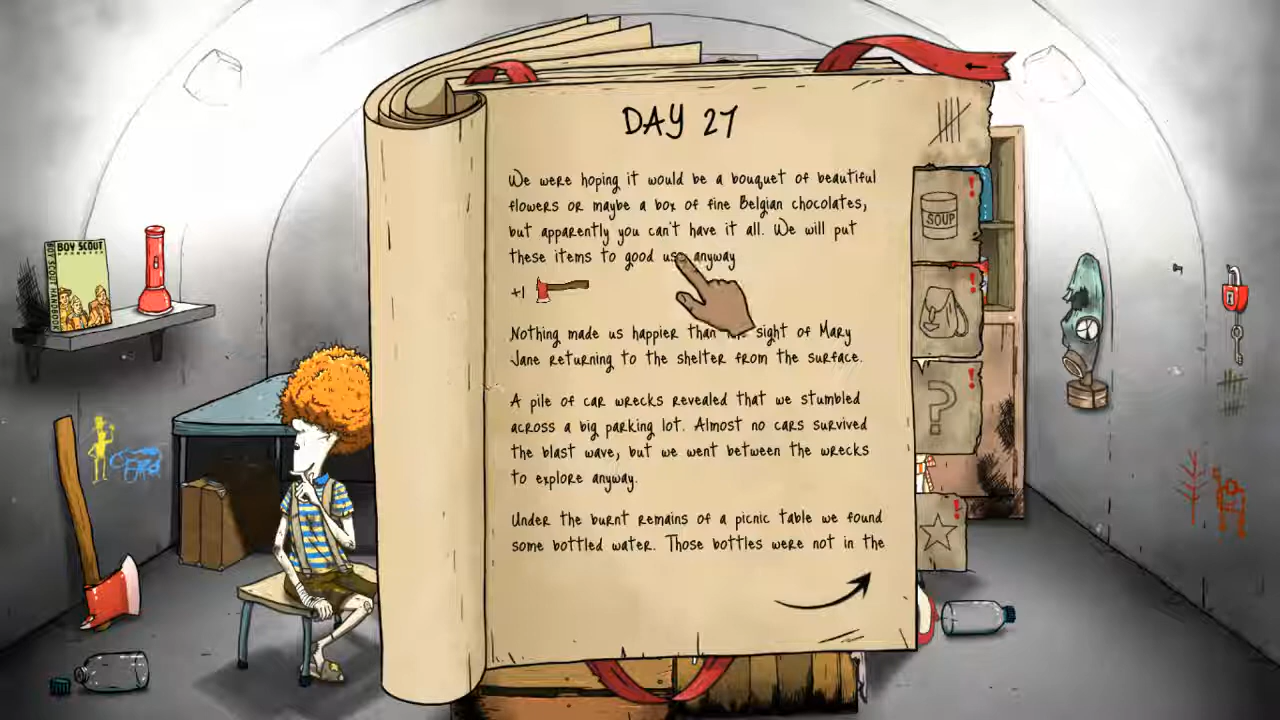 DAY 27
We were hoping it would be a bouquet of beautiful
flowers or maybe a box of fine Belgian chocolates,
but apparently you can't have it all. We will put
these items to good use anyway
+1
Nothing made us happier than sight of Mary
Jane returning to the shelter from the surface.
A pile of car wrecks revealed that we stumbled
across a big parking lot. Almost no cars survived
the blast wave, but we went between the wrecks
to explore anyway.
Under the burnt remains of a picnic table we found
some bottled water. Those bottles were not in the
SOUP
!
!
?
!
!
BOY SCOUT
BOY SCOUT HANDBOOK